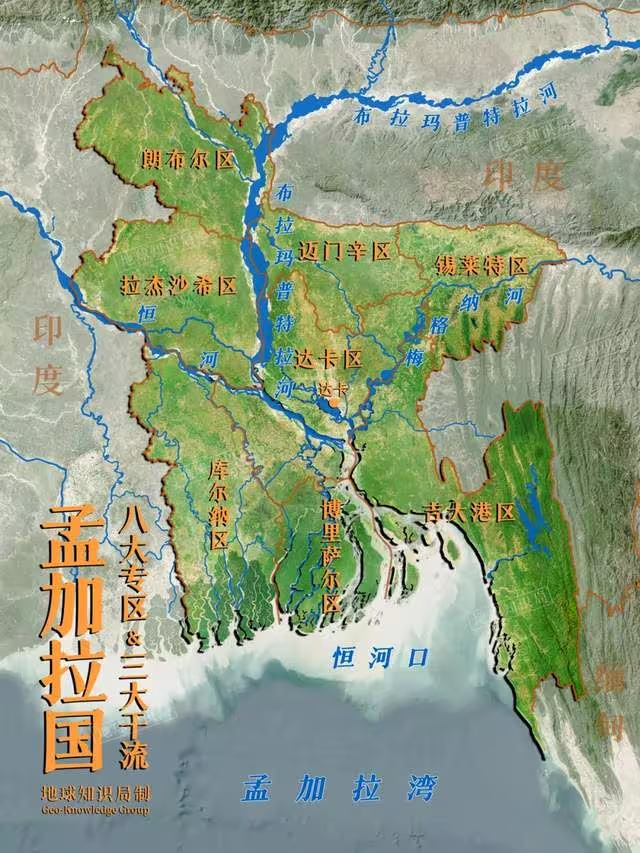 布拉玛普特拉河
朗布尔区
印度
布拉玛普特拉河
迈门辛区
锡莱特区
拉杰沙希区
恒河
梅格纳河
印度
达卡区
达卡
库尔纳区
博里萨尔区
吉大港区
孟加拉国
八大专区&三大干流
恒河口
缅甸
孟加拉湾
地球知识局制
Geo-Knowledge Group